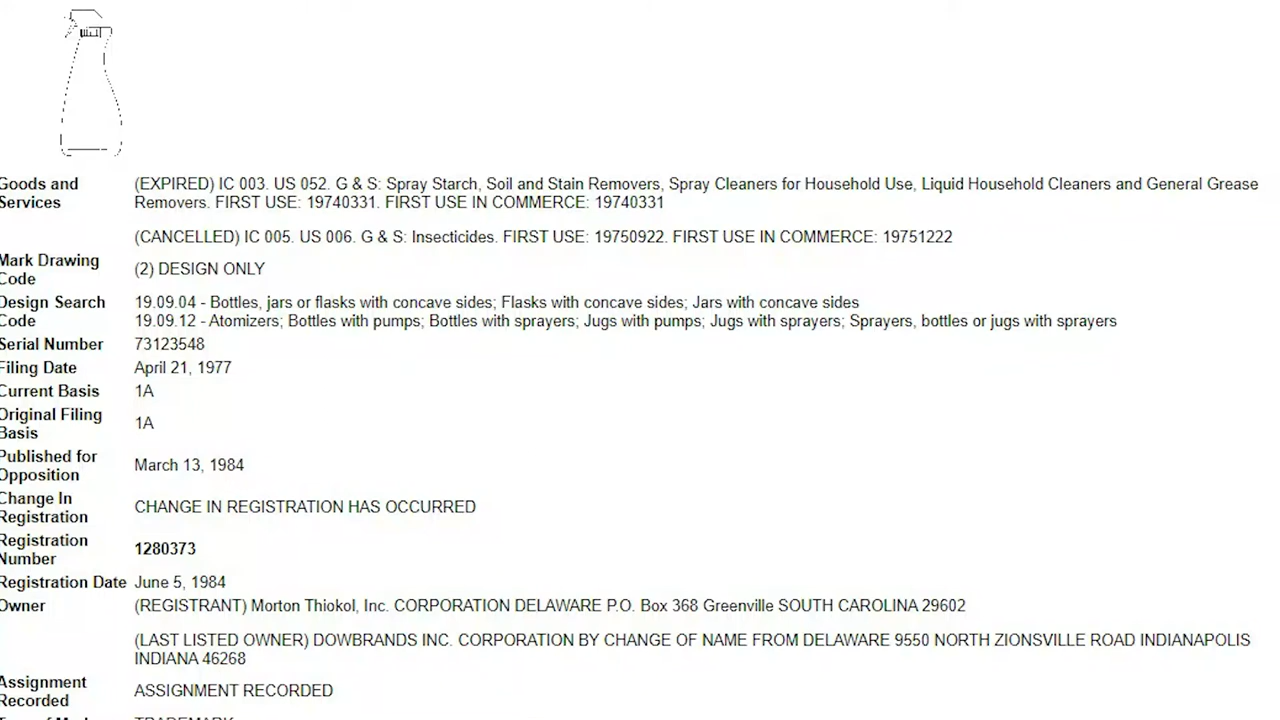 Goods and (EXPIRED) IC 003. US 052. G & S: Spray Starch, Soil and Stain Removers, Spray Cleaners for Household Use, Liquid Household Cleaners and General Grease
Services Removers. FIRST USE: 19740331. FIRST USE IN COMMERCE: 19740331
(CANCELLED) IC 005. US 006. G & S: Insecticides. FIRST USE: 19750922. FIRST USE IN COMMERCE: 19751222
Mark Drawing
Code
(2) DESIGN ONLY
Design Search 19.09.04 - Bottles, jars or flasks with concave sides; Flasks with concave sides; Jars with concave sides
Code 19.09.12 - Atomizers; Bottles with pumps; Bottles with sprayers; Jugs with pumps; Jugs with sprayers; Sprayers, bottles or jugs with sprayers
Serial Number 73123548
Filing Date April 21, 1977
Current Basis 1A
Original Filing
Basis
1A
Published for
Opposition
March 13, 1984
Change In
Registration
CHANGE IN REGISTRATION HAS OCCURRED
Registration
Number
1280373
Registration Date June 5, 1984
Owner (REGISTRANT) Morton Thiokol, Inc. CORPORATION DELAWARE P.O. Box 368 Greenville SOUTH CAROLINA 29602
(LAST LISTED OWNER) DOWBRANDS INC. CORPORATION BY CHANGE OF NAME FROM DELAWARE 9550 NORTH ZIONSVILLE ROAD INDIANAPOLIS
INDIANA 46268
Assignment
Recorded
ASSIGNMENT RECORDED
TRADEMARK